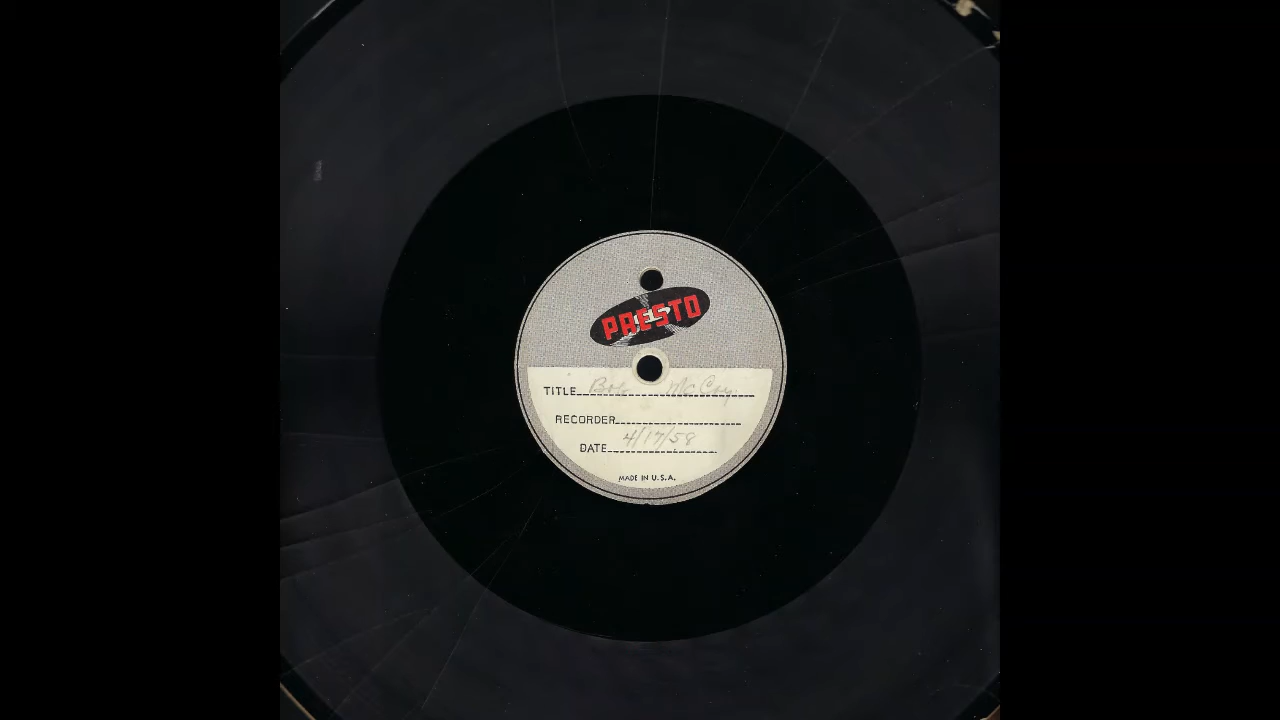 PRESTO
TITLE Bob McCoy
RECORDER
DATE 4/17/58
MADE IN U.S.A.